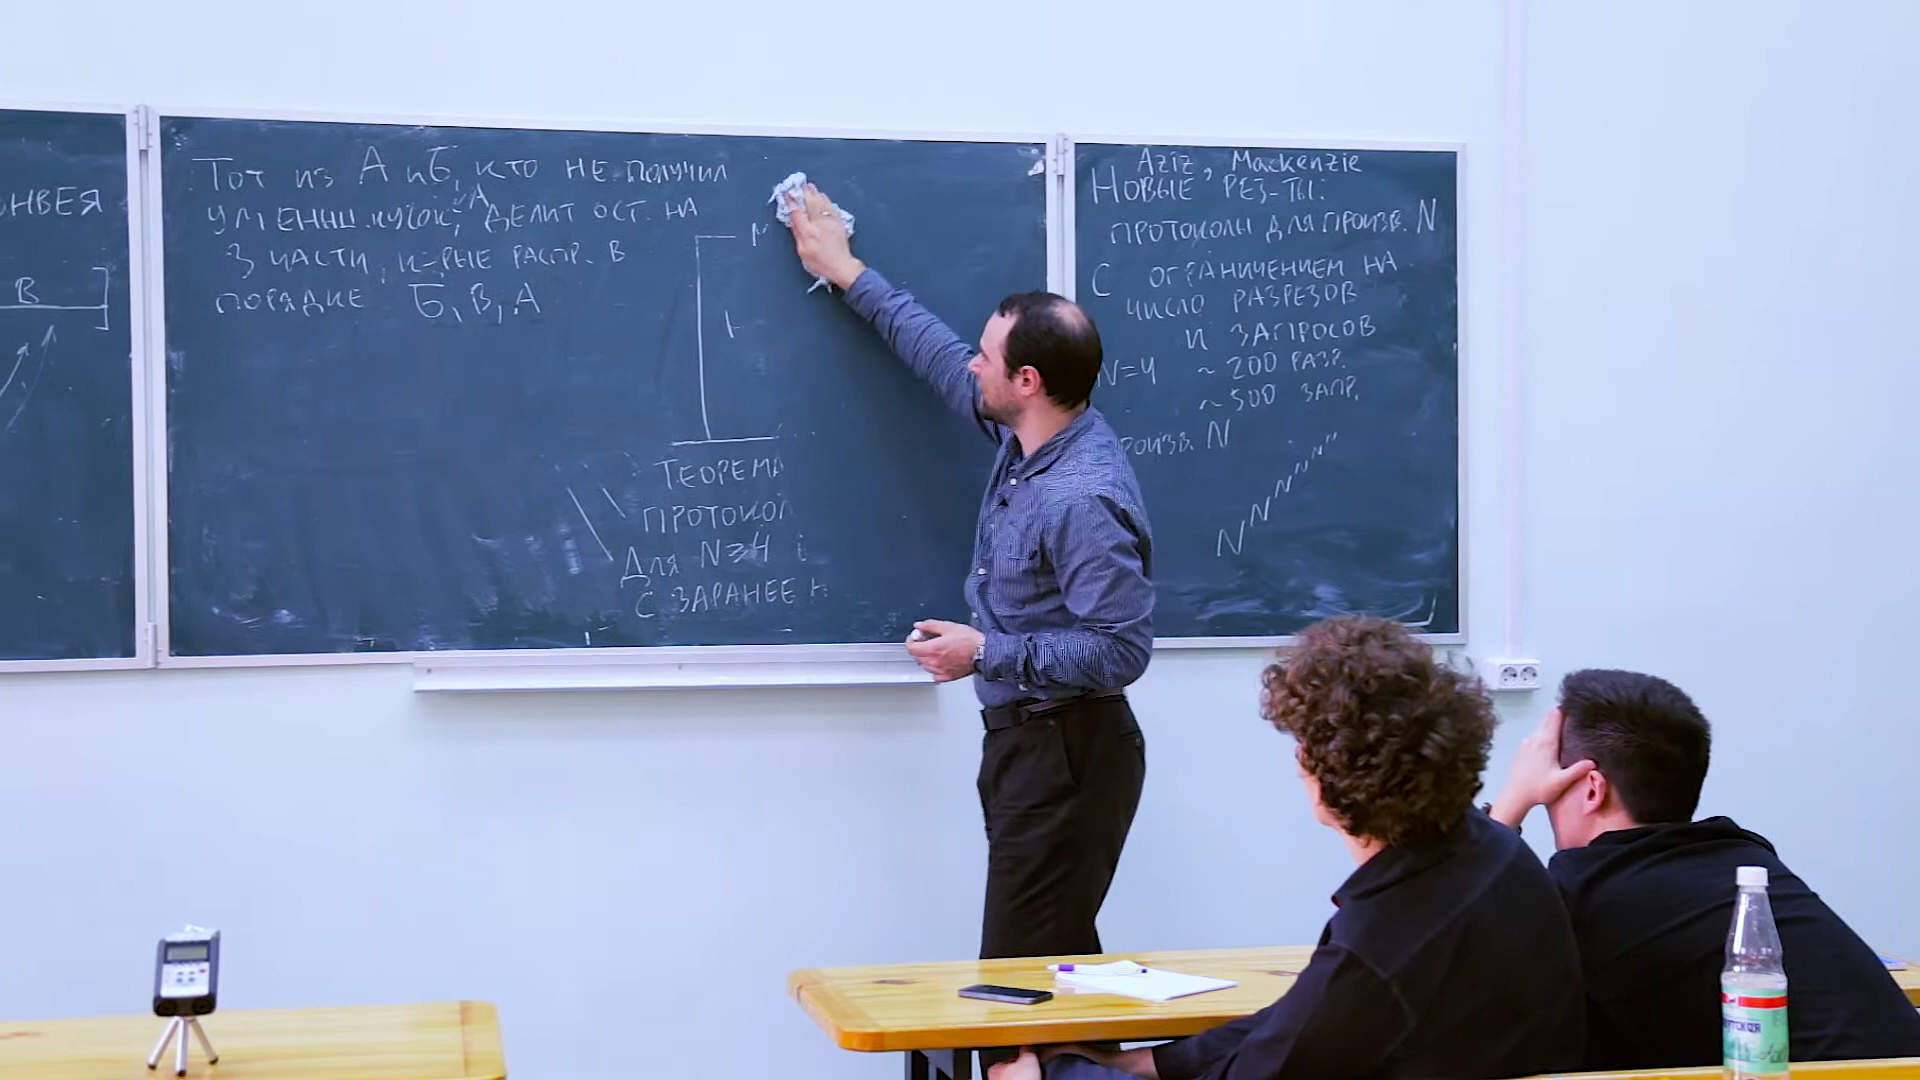 НВЕЯ
В
Тот из А и Б, кто не получил
уменьш. кусок, делит ост. на
3 части, к-рые распр. в
порядке Б, В, А
ТЕОРЕМА
ПРОТОКОЛ
Для N≥4
С ЗАРАНЕЕ Н
Aziz, Mackenzie
НОВЫЕ РЕЗ-ТЫ:
ПРОТОКОЛЫ ДЛЯ ПРОИЗВ. N
С ОГРАНИЧЕНИЕМ НА
ЧИСЛО РАЗРЕЗОВ
И ЗАПРОСОВ
N=4 ~200 РАЗР.
~500 ЗАПР.
РОИЗВ. N
N N N N N N